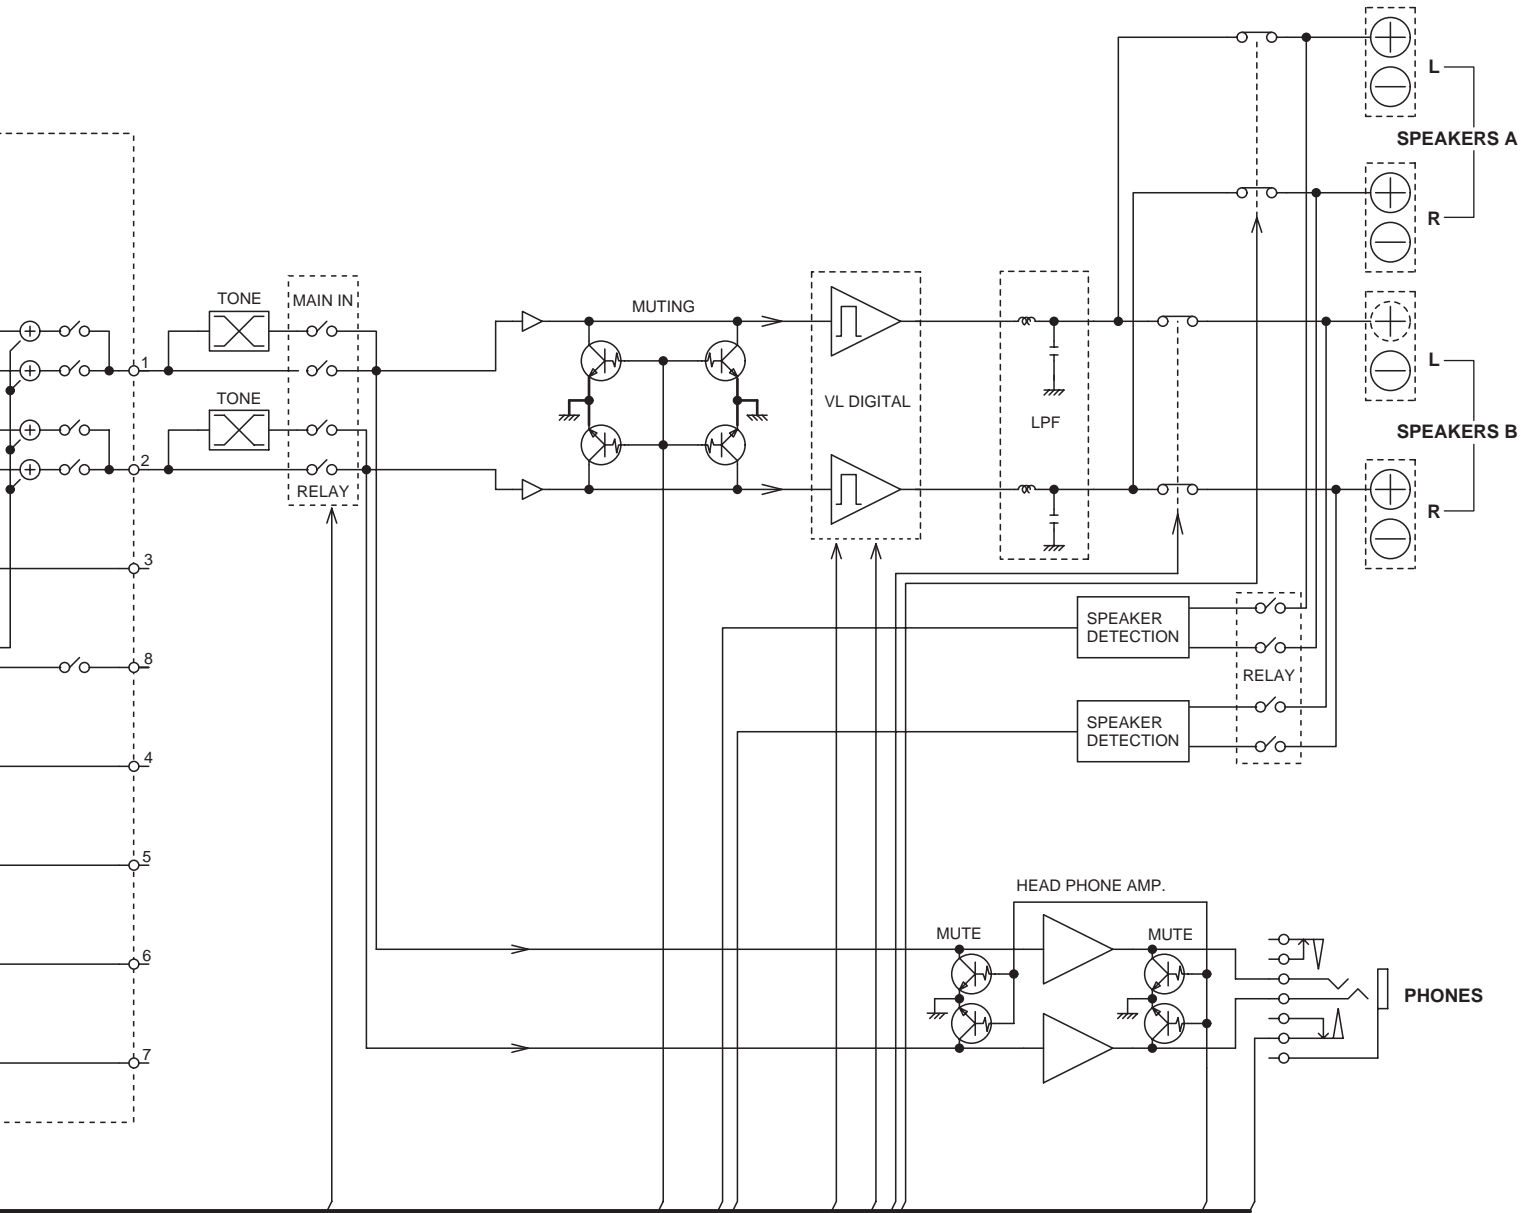 L
SPEAKERS A
R
TONE
MAIN IN
MUTING
1
L
TONE
VL DIGITAL
LPF
SPEAKERS B
2
RELAY
R
3
SPEAKER
DETECTION
8
RELAY
SPEAKER
DETECTION
4
5
HEAD PHONE AMP.
MUTE
MUTE
6
PHONES
7